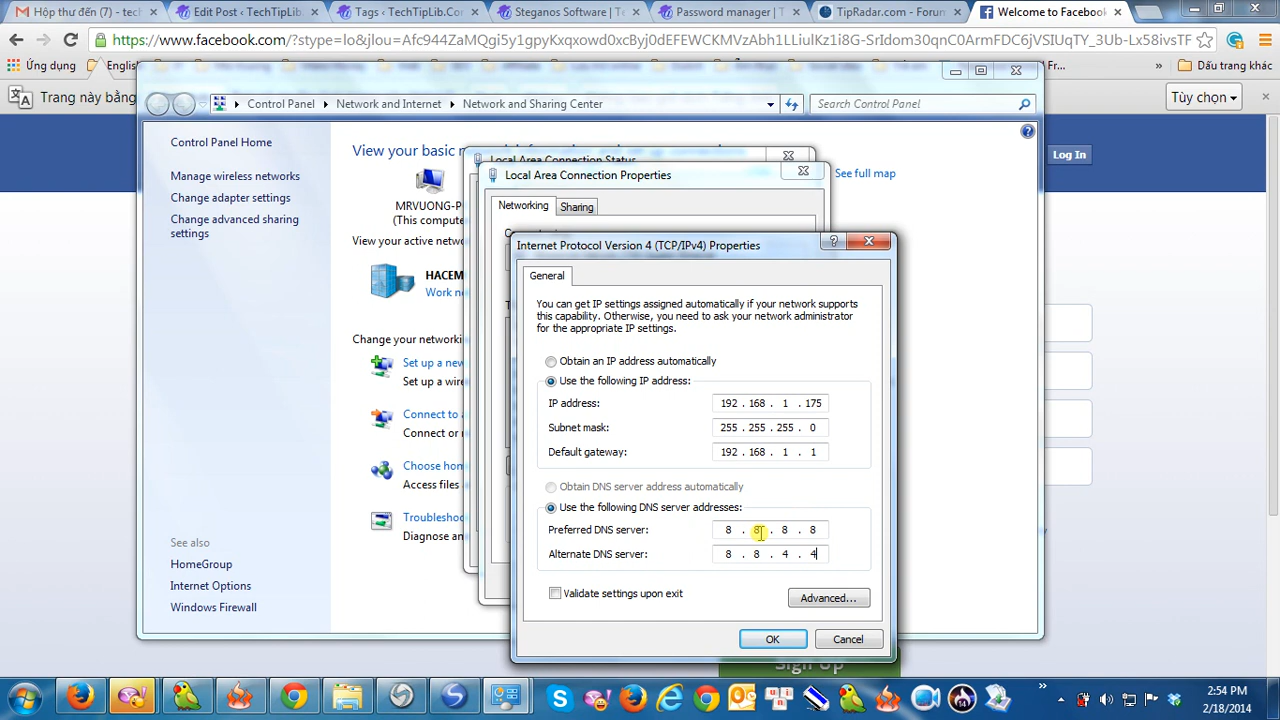 Hộp thư đến (7) - tech
Edit Post ‹ TechTipLib.
Tags ‹ TechTipLib.Co
Steganos Software | Te
Password manager | T
TipRadar.com - Forum
Welcome to Facebook
https://www.facebook.com/?stype=lo&jlou=
Ứng dụng
English
Fr...
»
Dấu trang khác
Trang này bằng
Tùy chọn
Control Panel
Network and Internet
Network and Sharing Center
Search Control Panel
Control Panel Home
Manage wireless networks
Change adapter settings
Change advanced sharing
settings
View your basic
See full map
MRVUONG-P
(This compute
View your active netwo
HACEM
Work ne
Change your networki
Set up a new
Set up a wire
Connect to a
Connect or r
Choose hom
Access files
Troublesho
Diagnose an
See also
HomeGroup
Internet Options
Windows Firewall
Local Area Connection Status
Local Area Connection Properties
Networking
Sharing
Internet Protocol Version 4 (TCP/IPv4) Properties
General
You can get IP settings assigned automatically if your network supports
this capability. Otherwise, you need to ask your network administrator
for the appropriate IP settings.
Obtain an IP address automatically
Use the following IP address:
IP address: 192 . 168 . 1 . 175
Subnet mask: 255 . 255 . 255 . 0
Default gateway: 192 . 168 . 1 . 1
Obtain DNS server address automatically
Use the following DNS server addresses:
Preferred DNS server: 8 . 8 . 8 . 8
Alternate DNS server: 8 . 8 . 4 . 4
Validate settings upon exit
Advanced...
OK
Cancel
Log In
Sign Up
»
2:54 PM
2/18/2014